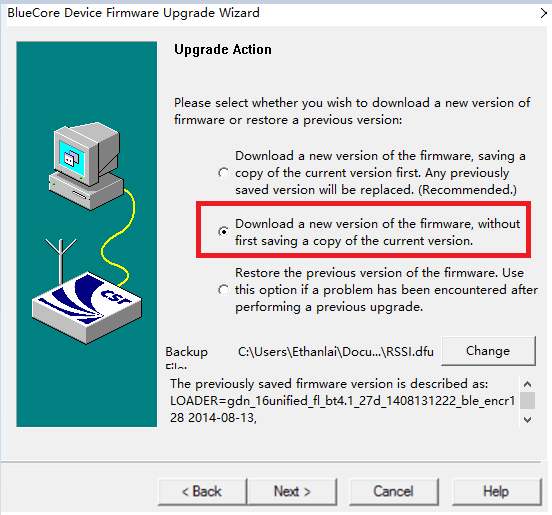 BlueCore Device Firmware Upgrade Wizard
Upgrade Action
Please select whether you wish to download a new version of
firmware or restore a previous version:
Download a new version of the firmware, saving a
copy of the current version first. Any previously
saved version will be replaced. (Recommended.)
Download a new version of the firmware, without
first saving a copy of the current version.
Restore the previous version of the firmware. Use
this option if a problem has been encountered after
performing a previous upgrade.
CSR
Backup C:\Users\Ethanlai\Docu...\RSSI.dfu Change
File:
The previously saved firmware version is described as:
LOADER=gdn_16unified_fl_bt4.1_27d_1408131222_ble_encr1
28 2014-08-13,
< Back Next > Cancel Help